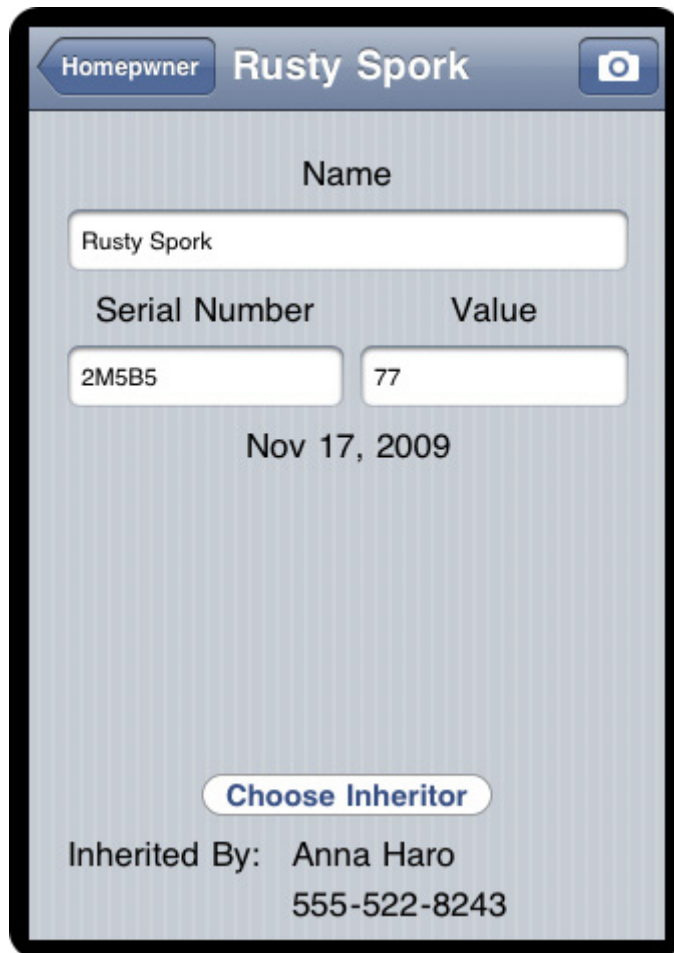 Homepwner Rusty Spork
Name
Rusty Spork
Serial Number Value
2M5B5 77
Nov 17, 2009
Choose Inheritor
Inherited By: Anna Haro
555-522-8243